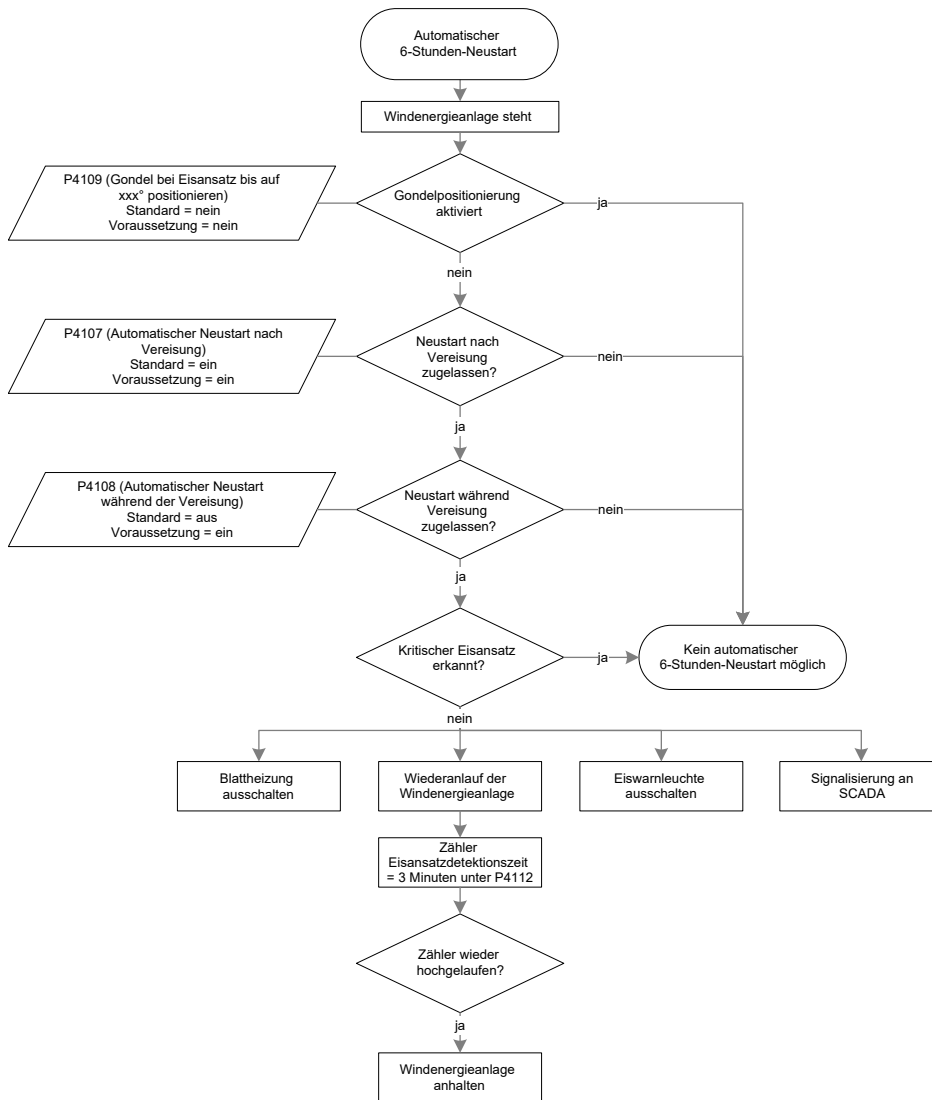 Automatischer
6-Stunden-Neustart
Windenergieanlage steht
P4109 (Gondel bei Eisansatz bis auf
xxx° positionieren)
Standard = nein
Voraussetzung = nein
Gondelpositionierung
aktiviert
ja
nein
P4107 (Automatischer Neustart nach
Vereisung)
Standard = ein
Voraussetzung = ein
Neustart nach
Vereisung
zugelassen?
nein
ja
P4108 (Automatischer Neustart
während der Vereisung)
Standard = aus
Voraussetzung = ein
Neustart während
Vereisung
zugelassen?
nein
ja
Kritischer Eisansatz
erkannt?
ja
Kein automatischer
6-Stunden-Neustart möglich
nein
Blattheizung
ausschalten
Wiederanlauf der
Windenergieanlage
Eiswarnleuchte
ausschalten
Signalisierung an
SCADA
Zähler
Eisansatzdetektionszeit
= 3 Minuten unter P4112
Zähler wieder
hochgelaufen?
ja
Windenergieanlage
anhalten